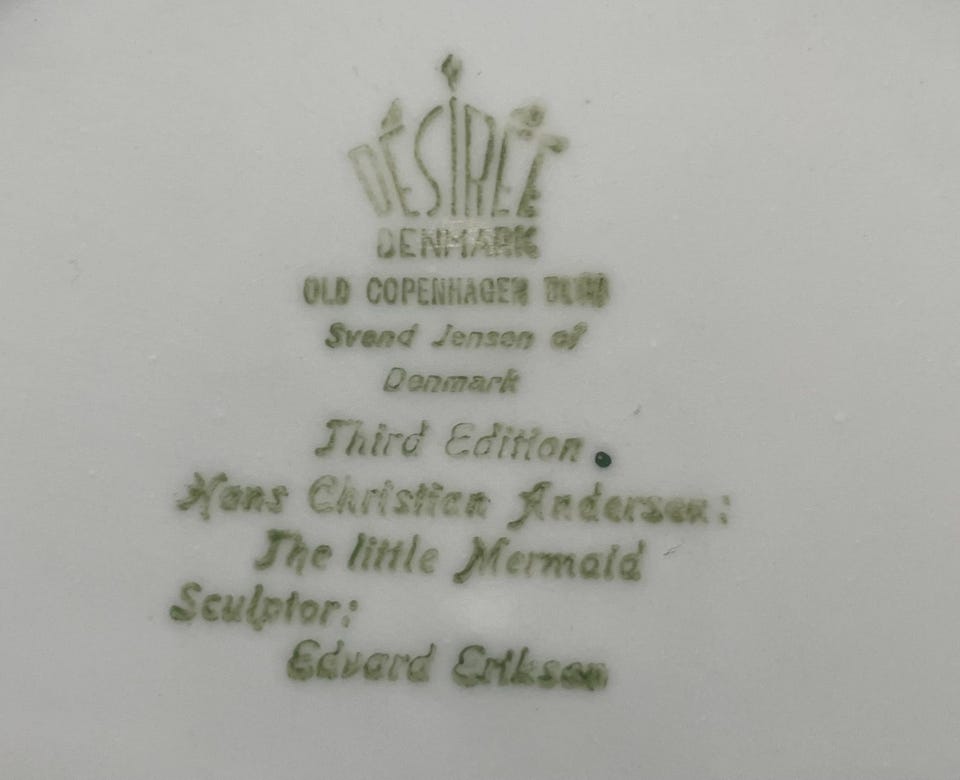 DÉSIRÉE
DENMARK
OLD COPENHAGEN BLUE
Svend Jensen of
Denmark
Third Edition.
Hans Christian Andersen:
The little Mermaid
Sculptor:
Edvard Eriksen